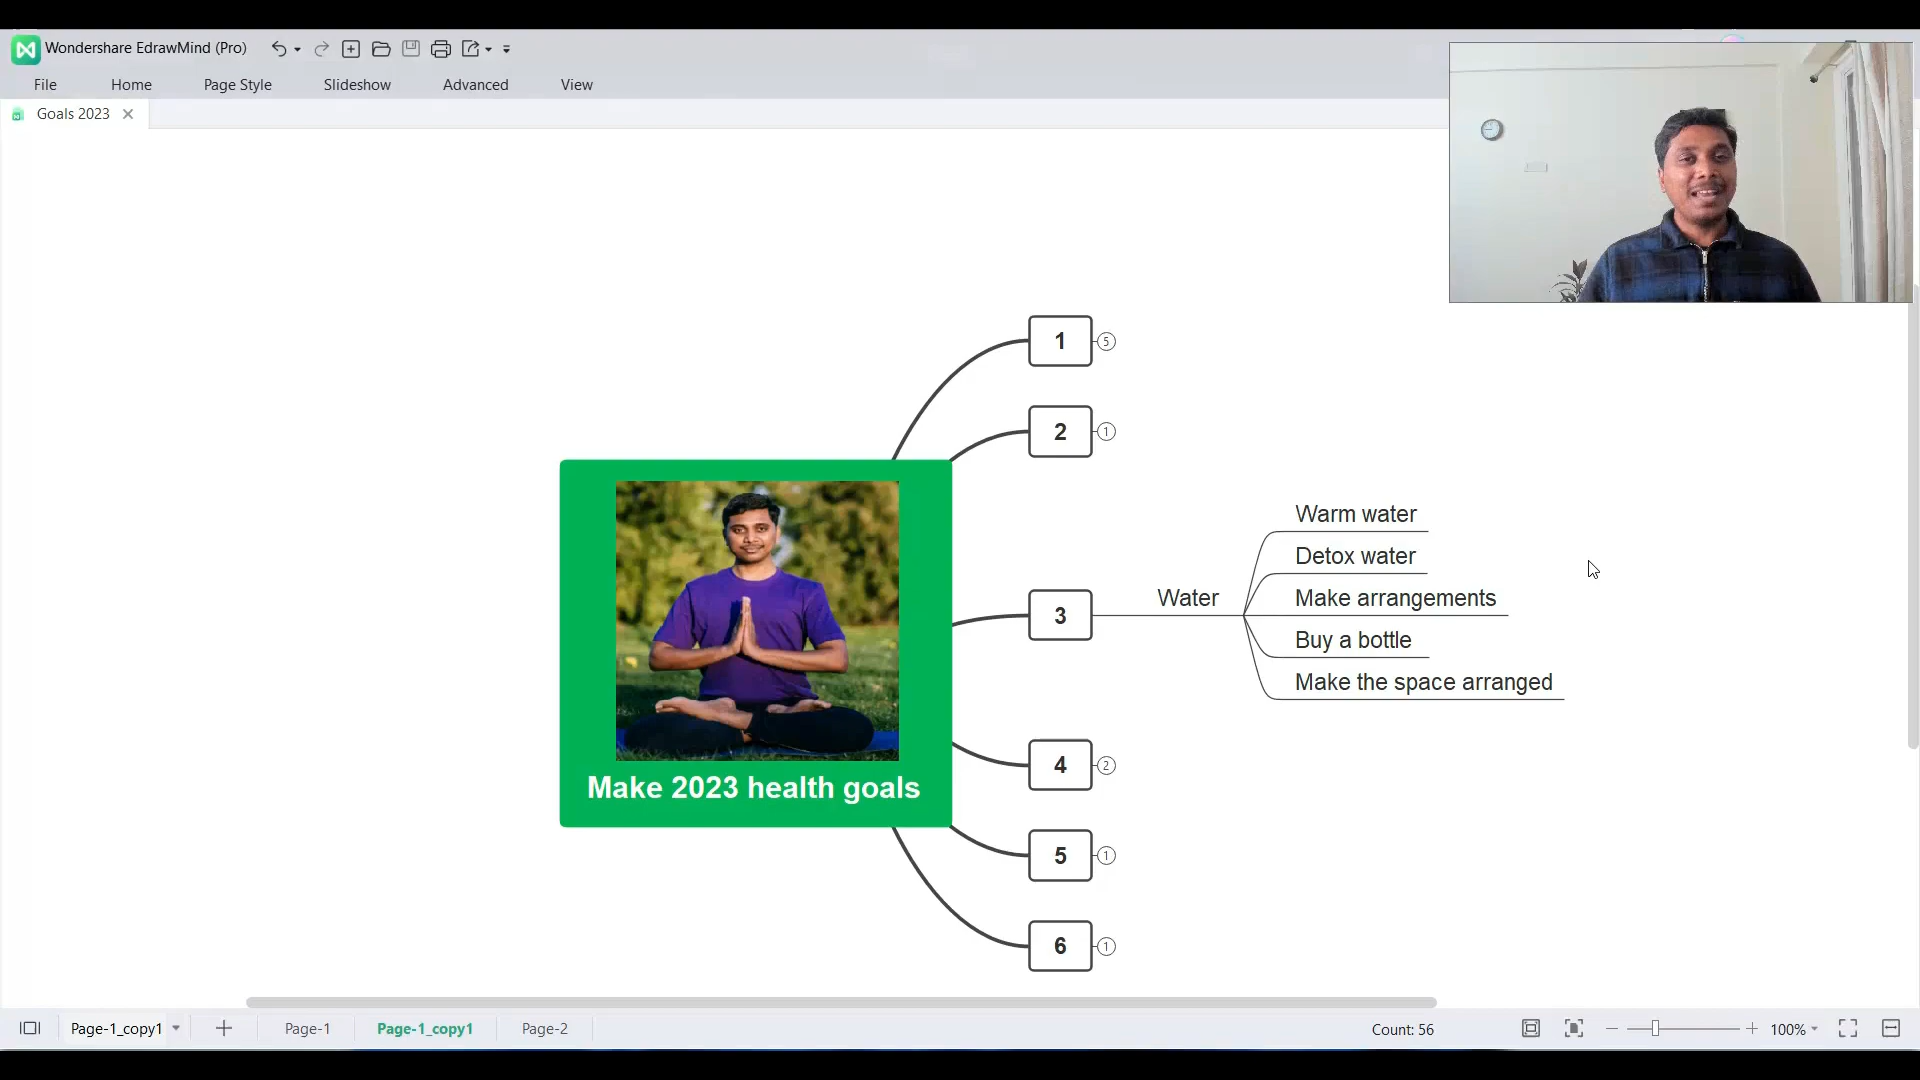 Wondershare EdrawMind (Pro)
File Home Page Style Slideshow Advanced View
Goals 2023
1 5
2 1
Warm water
Detox water
3 Water Make arrangements
Buy a bottle
Make the space arranged
Make 2023 health goals
4 2
5 1
6 1
Page-1_copy1 Page-1 Page-1_copy1 Page-2 Count: 56 100%